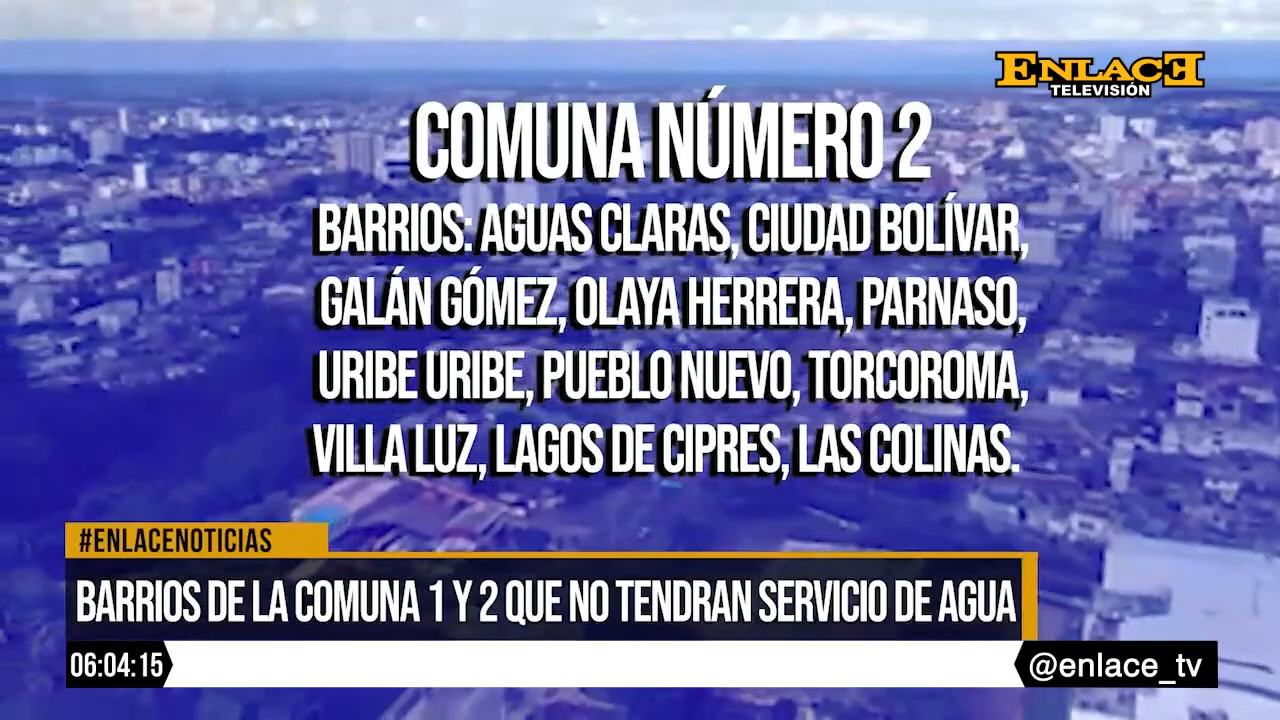 ENLACE
TELEVISIÓN
COMUNA NÚMERO 2
BARRIOS: AGUAS CLARAS, CIUDAD BOLÍVAR,
GALÁN GÓMEZ, OLAYA HERRERA, PARNASO,
URIBE URIBE, PUEBLO NUEVO, TORCOROMA,
VILLA LUZ, LAGOS DE CIPRES, LAS COLINAS.
#ENLACENOTICIAS
BARRIOS DE LA COMUNA 1 Y 2 QUE NO TENDRAN SERVICIO DE AGUA
06:04:15
@enlace_tv